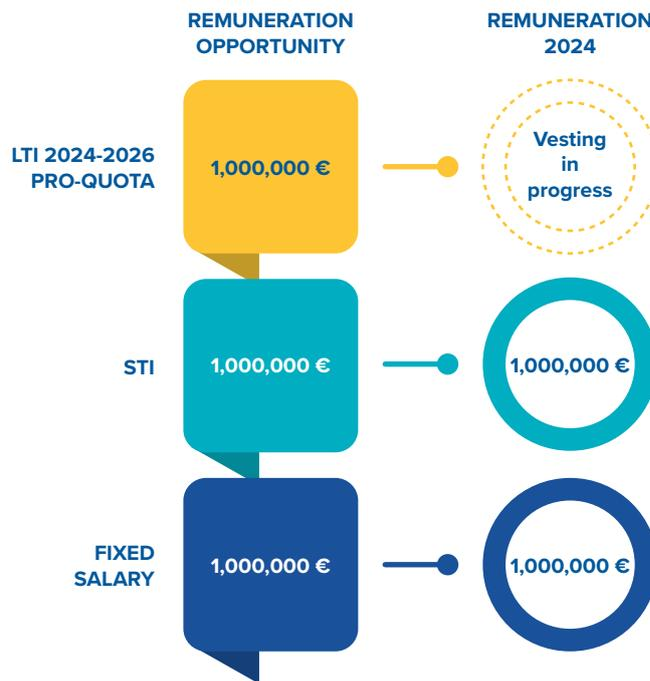 REMUNERATION
OPPORTUNITY
REMUNERATION
2024
LTI 2024-2026
PRO-QUOTA
1,000,000 €
Vesting
in
progress
STI
1,000,000 €
1,000,000 €
FIXED
SALARY
1,000,000 €
1,000,000 €